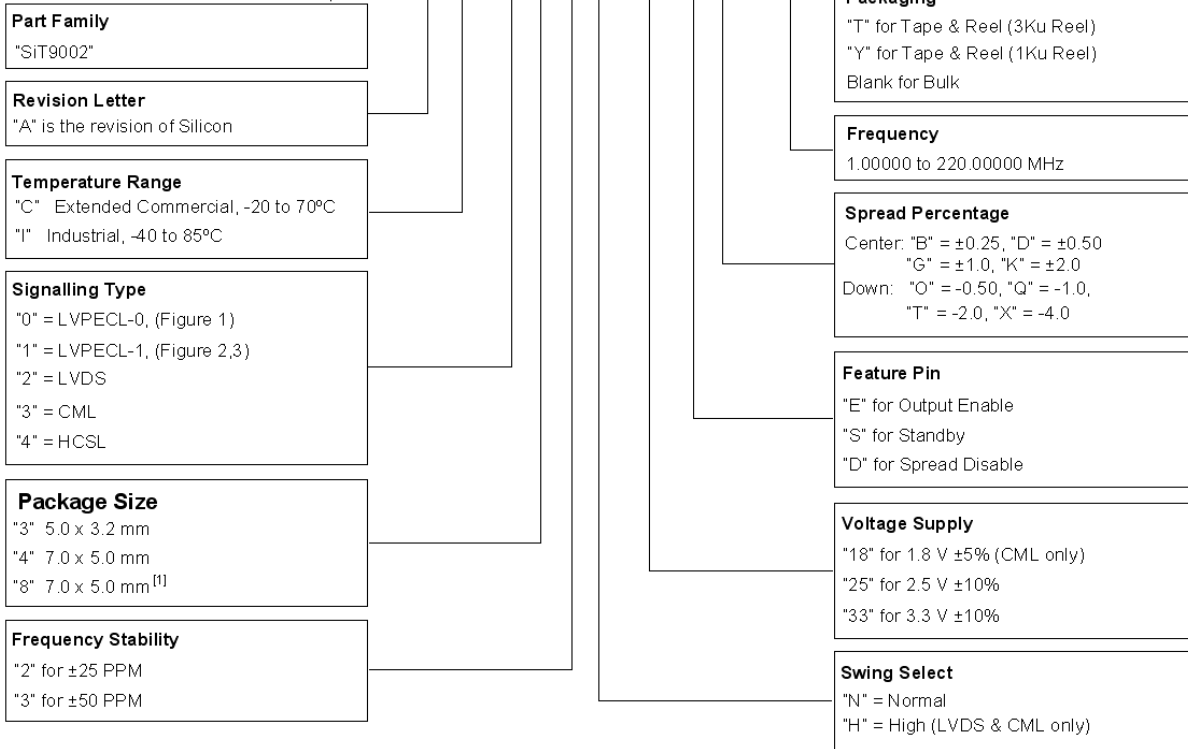 Part Family
"SiT9002"
Revision Letter
"A" is the revision of Silicon
Temperature Range
"C" Extended Commercial, -20 to 70ºC
"I" Industrial, -40 to 85ºC
Signalling Type
"0" = LVPECL-0, (Figure 1)
"1" = LVPECL-1, (Figure 2,3)
"2" = LVDS
"3" = CML
"4" = HCSL
Package Size
"3" 5.0 x 3.2 mm
"4" 7.0 x 5.0 mm
"8" 7.0 x 5.0 mm [1]
Frequency Stability
"2" for ±25 PPM
"3" for ±50 PPM
Packaging
"T" for Tape & Reel (3Ku Reel)
"Y" for Tape & Reel (1Ku Reel)
Blank for Bulk
Frequency
1.00000 to 220.00000 MHz
Spread Percentage
Center: "B" = ±0.25, "D" = ±0.50
"G" = ±1.0, "K" = ±2.0
Down: "O" = -0.50, "Q" = -1.0,
"T" = -2.0, "X" = -4.0
Feature Pin
"E" for Output Enable
"S" for Standby
"D" for Spread Disable
Voltage Supply
"18" for 1.8 V ±5% (CML only)
"25" for 2.5 V ±10%
"33" for 3.3 V ±10%
Swing Select
"N" = Normal
"H" = High (LVDS & CML only)